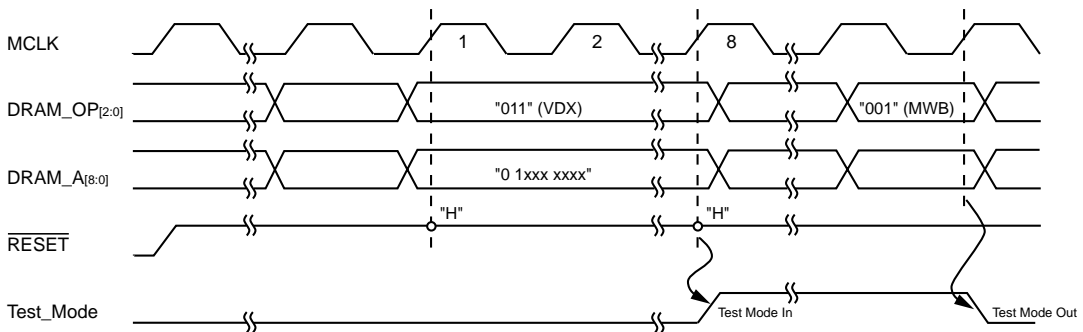 MCLK 1 2 8
DRAM_OP[2:0] "011" (VDX) "001" (MWB)
DRAM_A[8:0] "0 1xxx xxxx"
"H" "H"
RESET
Test_Mode Test Mode In Test Mode Out